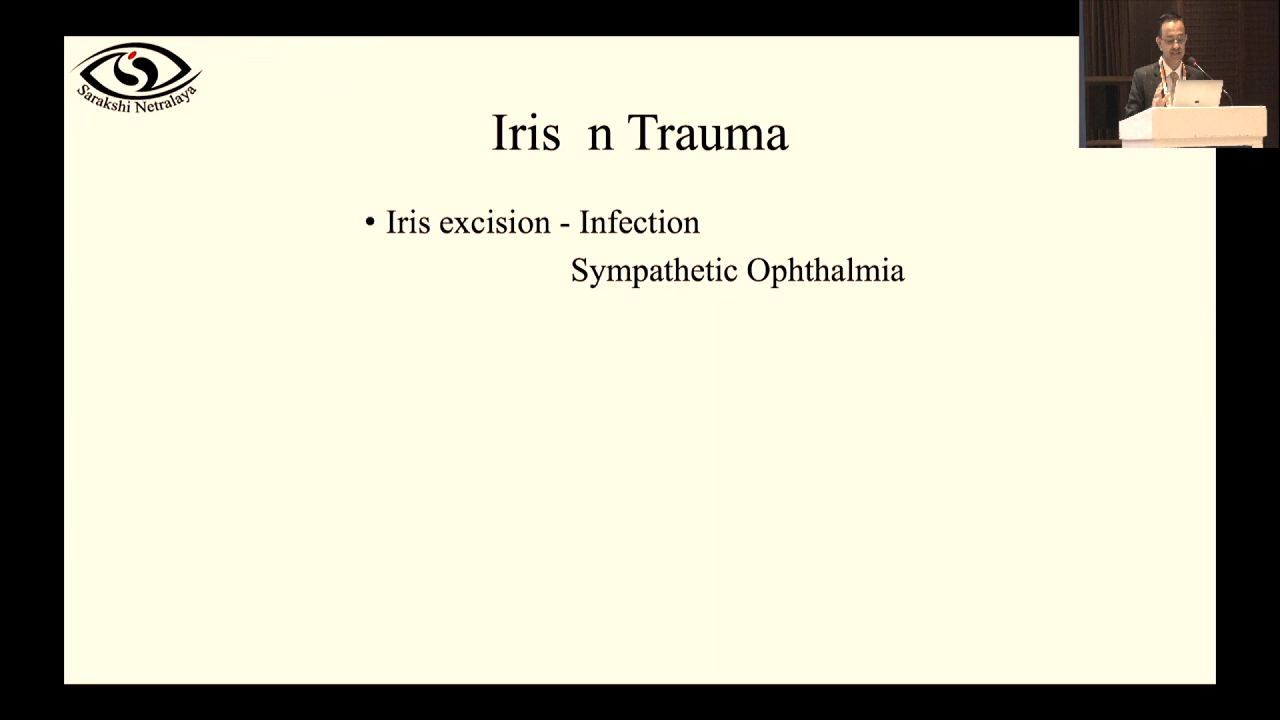 Sarakshi Netralaya
Iris n Trauma
• Iris excision - Infection
Sympathetic Ophthalmia